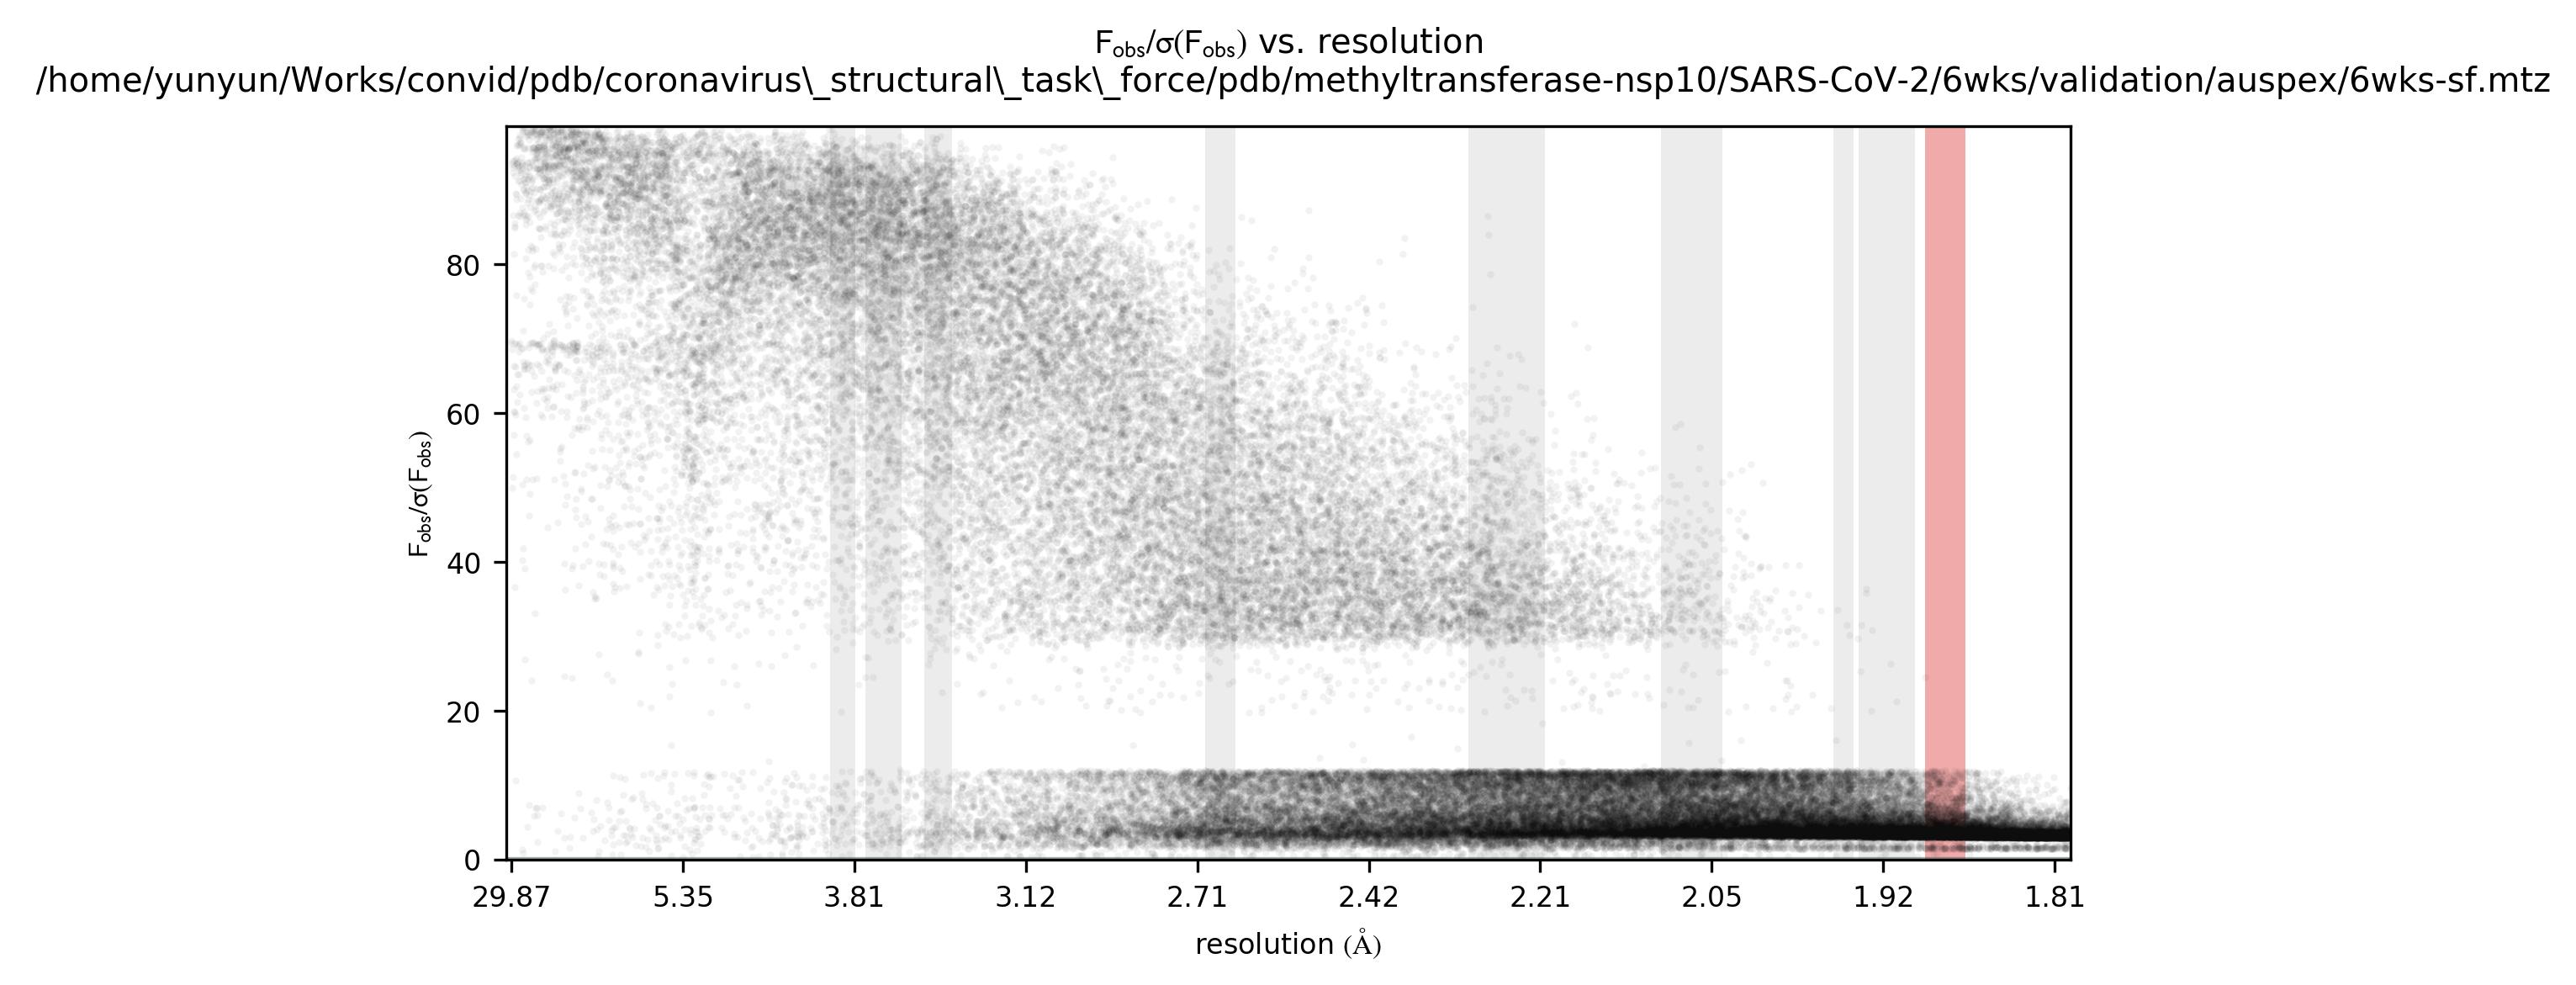 Fobs/σ(Fobs) vs. resolution
/home/yunyun/Works/convid/pdb/coronavirus\_structural\_task\_force/pdb/methyltransferase-nsp10/SARS-CoV-2/6wks/validation/auspex/6wks-sf.mtz
Fobs/σ(Fobs)
80
60
40
20
0
29.87 5.35 3.81 3.12 2.71 2.42 2.21 2.05 1.92 1.81
resolution (Å)